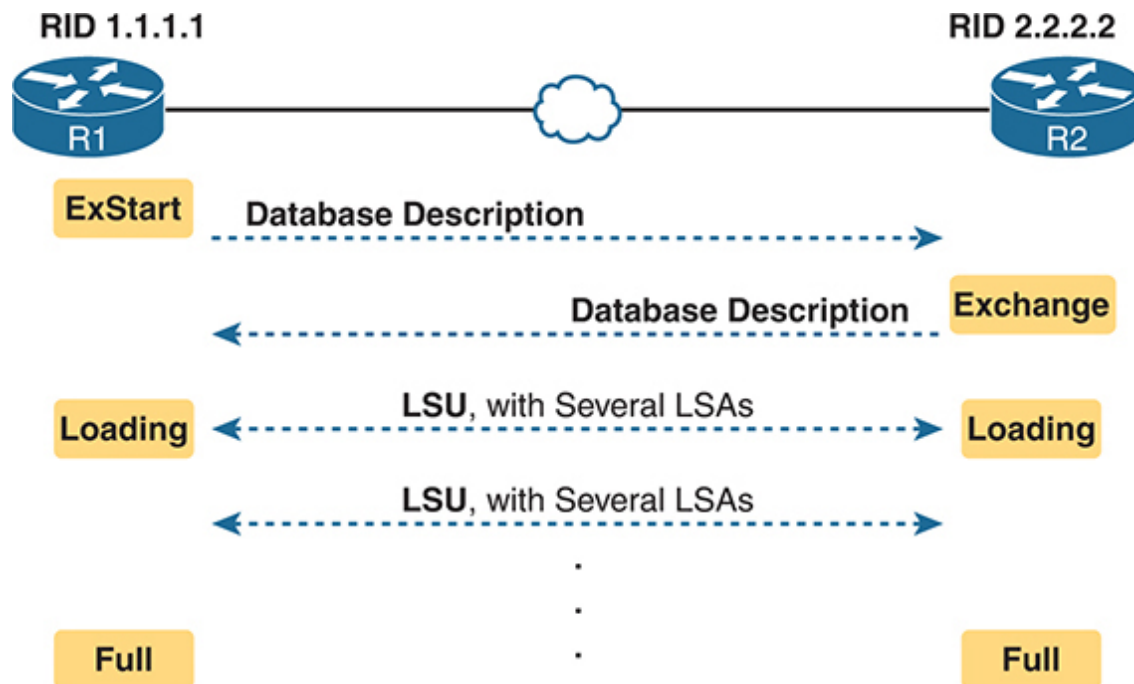 RID 1.1.1.1
RID 2.2.2.2
R1
R2
ExStart
Database Description
Database Description
Exchange
Loading
LSU, with Several LSAs
Loading
LSU, with Several LSAs
.
.
.
Full
Full